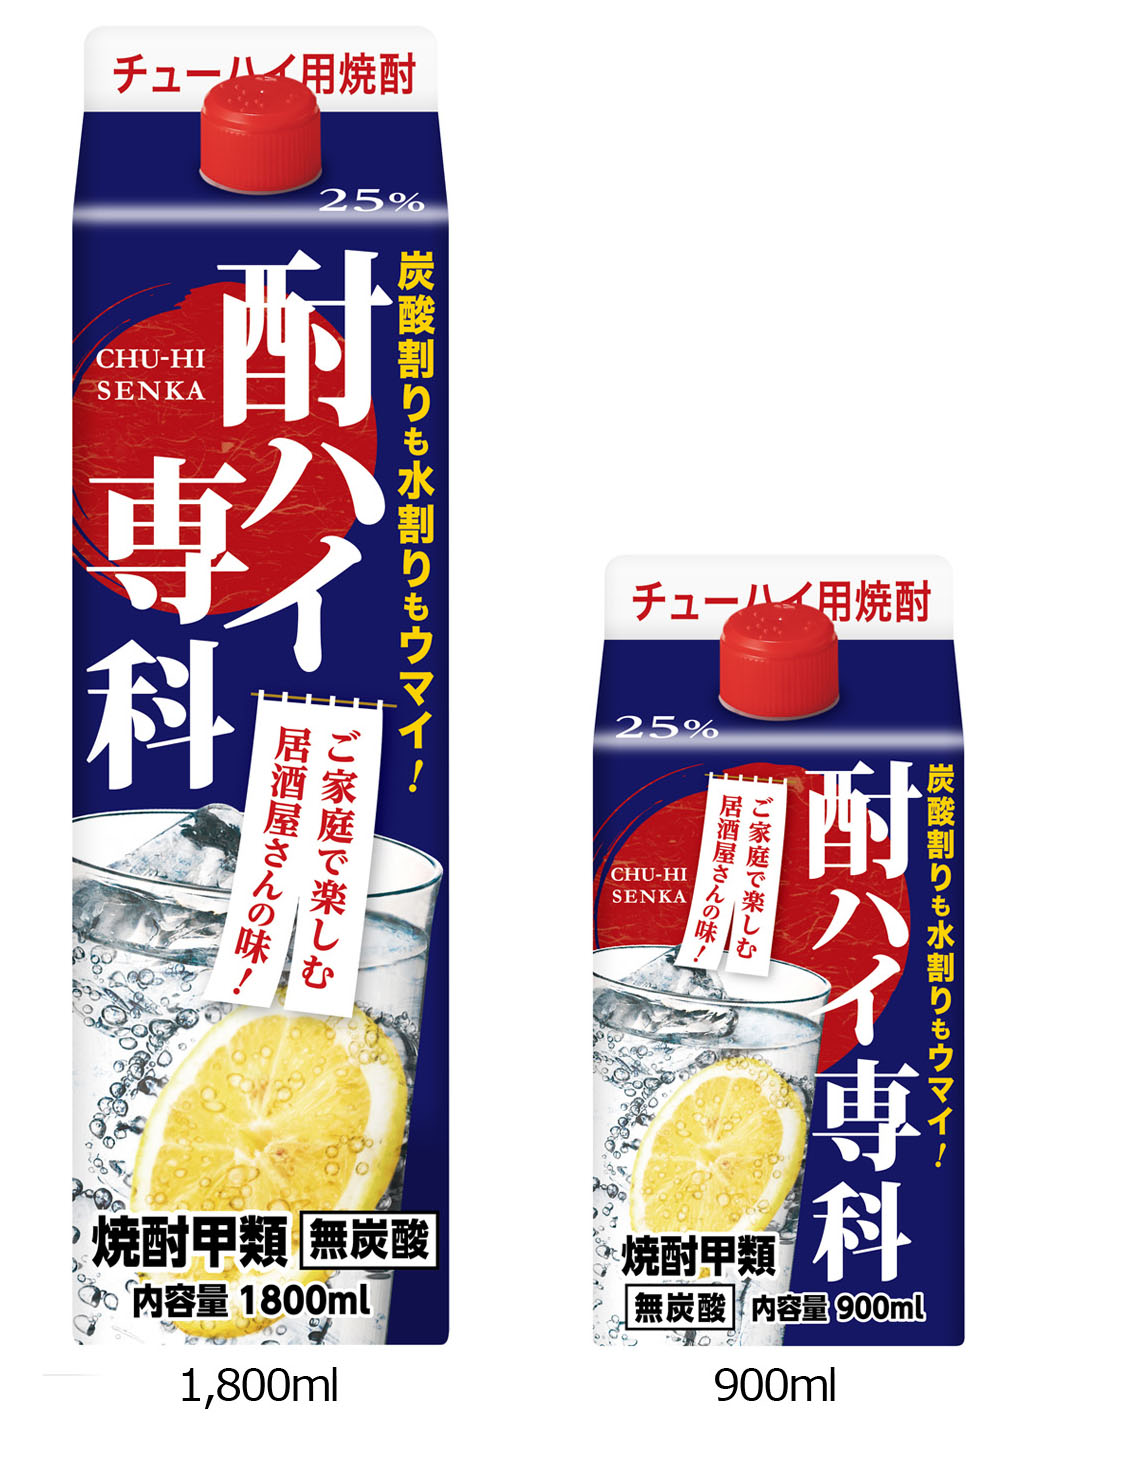 チューハイ用焼酎
25%
炭酸割りも水割りもウマイ!
酎ハイ
専科
CHU-HI
SENKA
ご家庭で楽しむ
居酒屋さんの味!
焼酎甲類
無炭酸
内容量 1800ml
1,800ml
チューハイ用焼酎
25%
炭酸割りも水割りもウマイ!
酎ハイ専科
CHU-HI
SENKA
ご家庭で楽しむ
居酒屋さんの味!
焼酎甲類
無炭酸
内容量 900ml
900ml